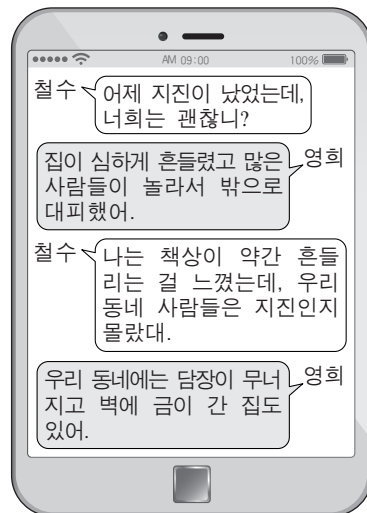 AM 09:00 100%
철수
어제 지진이 났었는데,
너희는 괜찮니?
영희
집이 심하게 흔들렸고 많은
사람들이 놀라서 밖으로
대피했어.
철수
나는 책상이 약간 흔들
리는 걸 느꼈는데, 우리
동네 사람들은 지진인지
몰랐대.
영희
우리 동네에는 담장이 무너
지고 벽에 금이 간 집도
있어.